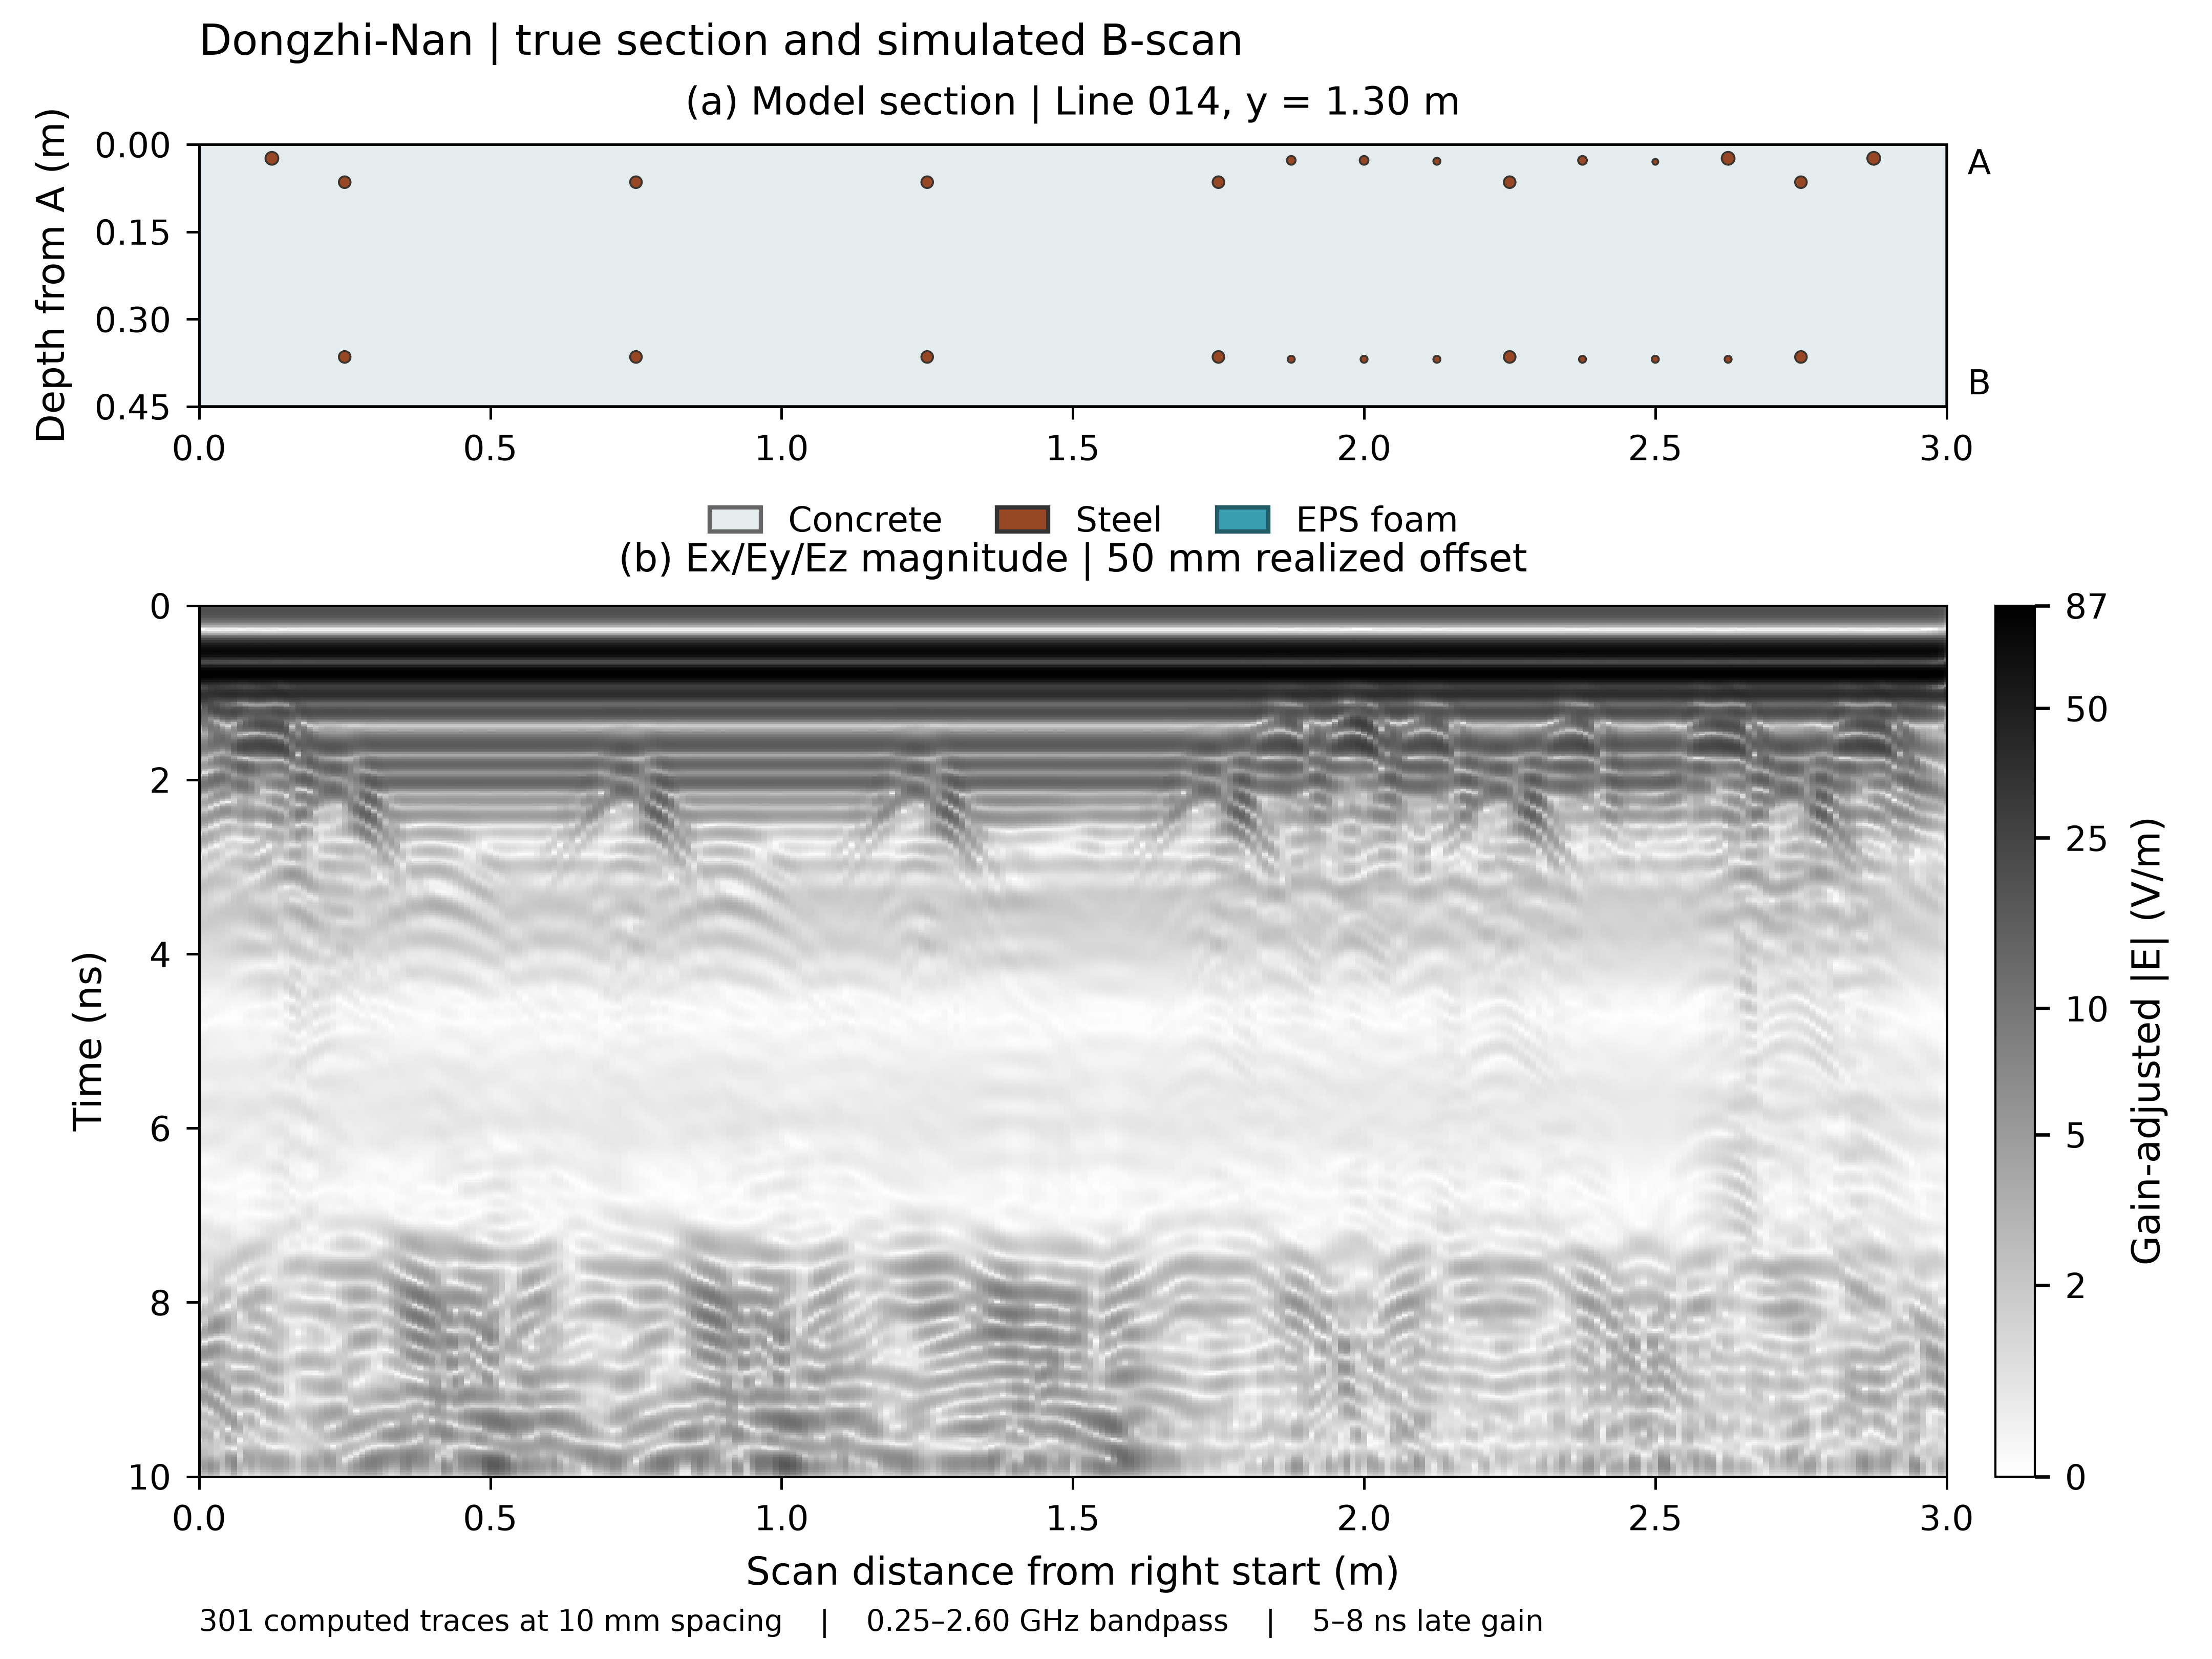 Dongzhi-Nan | true section and simulated B-scan
(a) Model section | Line 014, y = 1.30 m
Depth from A (m)
0.00
0.15
0.30
0.45
A
B
0.0 0.5 1.0 1.5 2.0 2.5 3.0
Concrete Steel EPS foam
(b) Ex/Ey/Ez magnitude | 50 mm realized offset
Time (ns)
0
2
4
6
8
10
0.0 0.5 1.0 1.5 2.0 2.5 3.0
Scan distance from right start (m)
87
50
25
10
5
2
0
Gain-adjusted |E| (V/m)
301 computed traces at 10 mm spacing | 0.25–2.60 GHz bandpass | 5–8 ns late gain